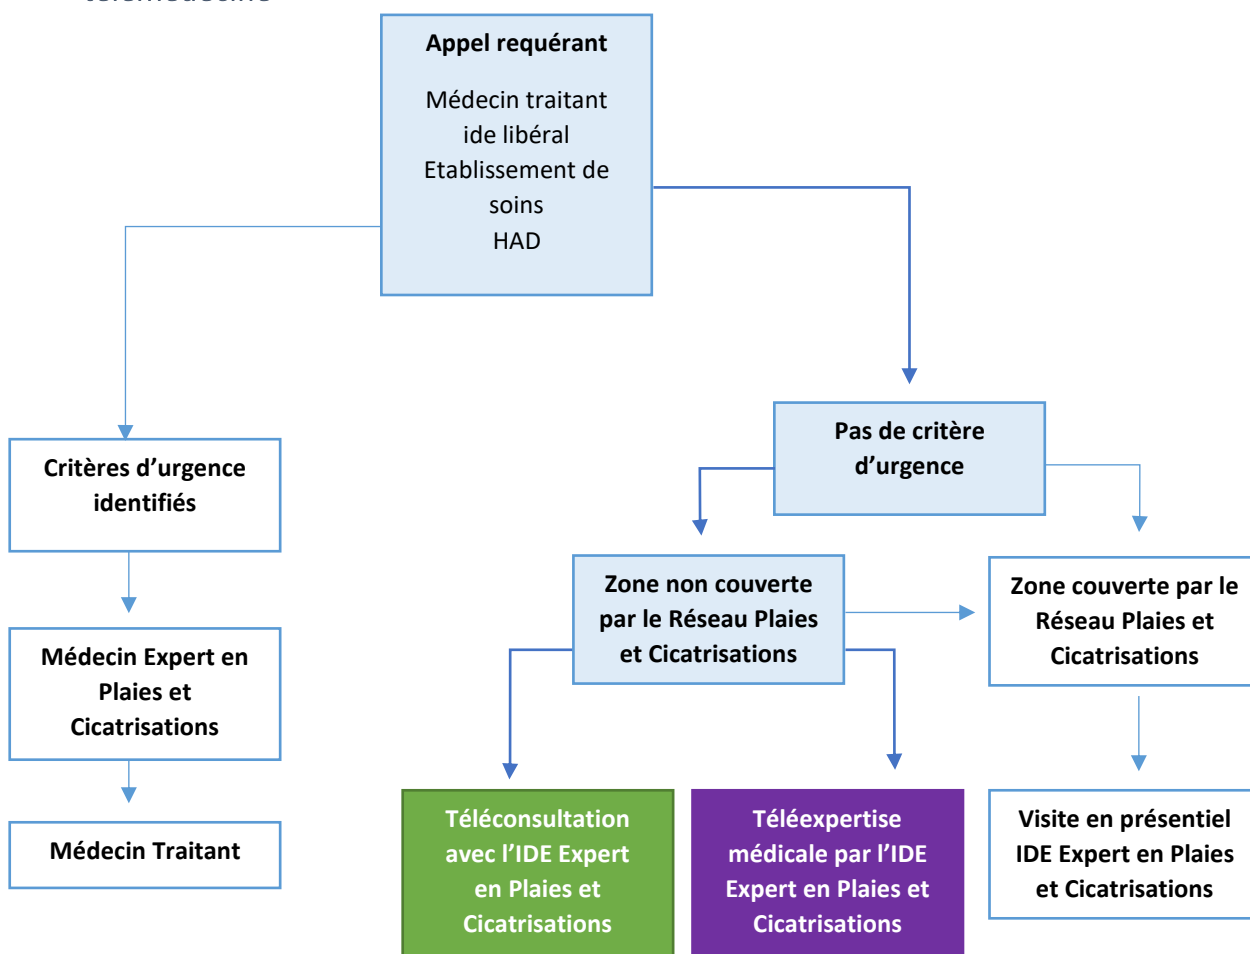 télémédecine
Appel requérant
Médecin traitant
ide libéral
Etablissement de
soins
HAD
Critères d’urgence
identifiés
Médecin Expert en
Plaies et
Cicatrisations
Médecin Traitant
Pas de critère
d’urgence
Zone non couverte
par le Réseau Plaies
et Cicatrisations
Zone couverte par le
Réseau Plaies et
Cicatrisations
Téléconsultation
avec l’IDE Expert
en Plaies et
Cicatrisations
Téléexpertise
médicale par l’IDE
Expert en Plaies et
Cicatrisations
Visite en présentiel
IDE Expert en Plaies
et Cicatrisations